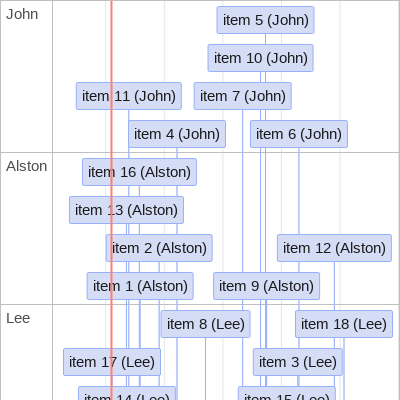 John
item 5 (John)
item 10 (John)
item 11 (John)
item 7 (John)
item 4 (John)
item 6 (John)
Alston
item 16 (Alston)
item 13 (Alston)
item 2 (Alston)
item 12 (Alston)
item 1 (Alston)
item 9 (Alston)
Lee
item 8 (Lee)
item 18 (Lee)
item 17 (Lee)
item 3 (Lee)
item 14 (Lee)
item 15 (Lee)